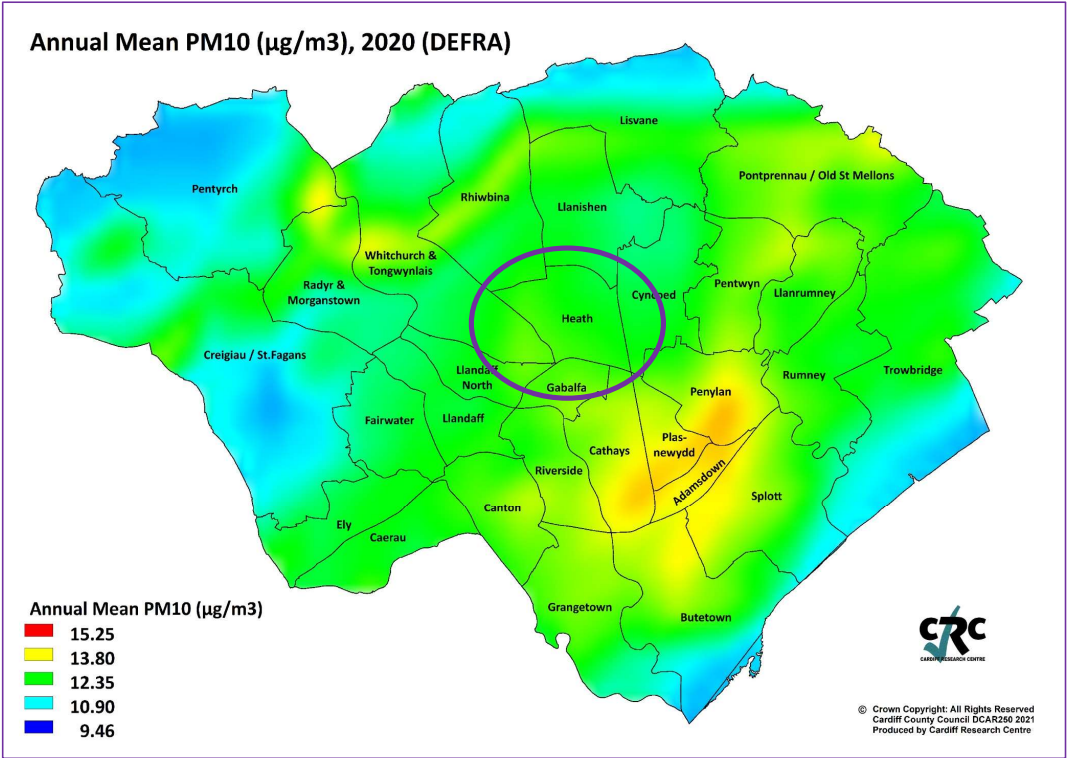 Annual Mean PM10 (µg/m3), 2020 (DEFRA)
Lisvane
Pontprennau / Old St Mellons
Pentyrch
Rhiwbina
Llanishen
Whitchurch &
Tongwynlais
Radyr &
Morganstown
Cyncoed
Pentwyn
Llanrumney
Heath
Creigiau / St.Fagans
Llandaff
North
Gabalfa
Penylan
Rumney
Trowbridge
Fairwater
Llandaff
Cathays
Plas-
newydd
Riverside
Adamsdown
Splott
Canton
Ely
Caerau
Grangetown
Butetown
Annual Mean PM10 (µg/m3)
15.25
13.80
12.35
10.90
9.46
CRC
CARDIFF RESEARCH CENTRE
© Crown Copyright: All Rights Reserved
Cardiff County Council DCAR260 2021
Produced by Cardiff Research Centre